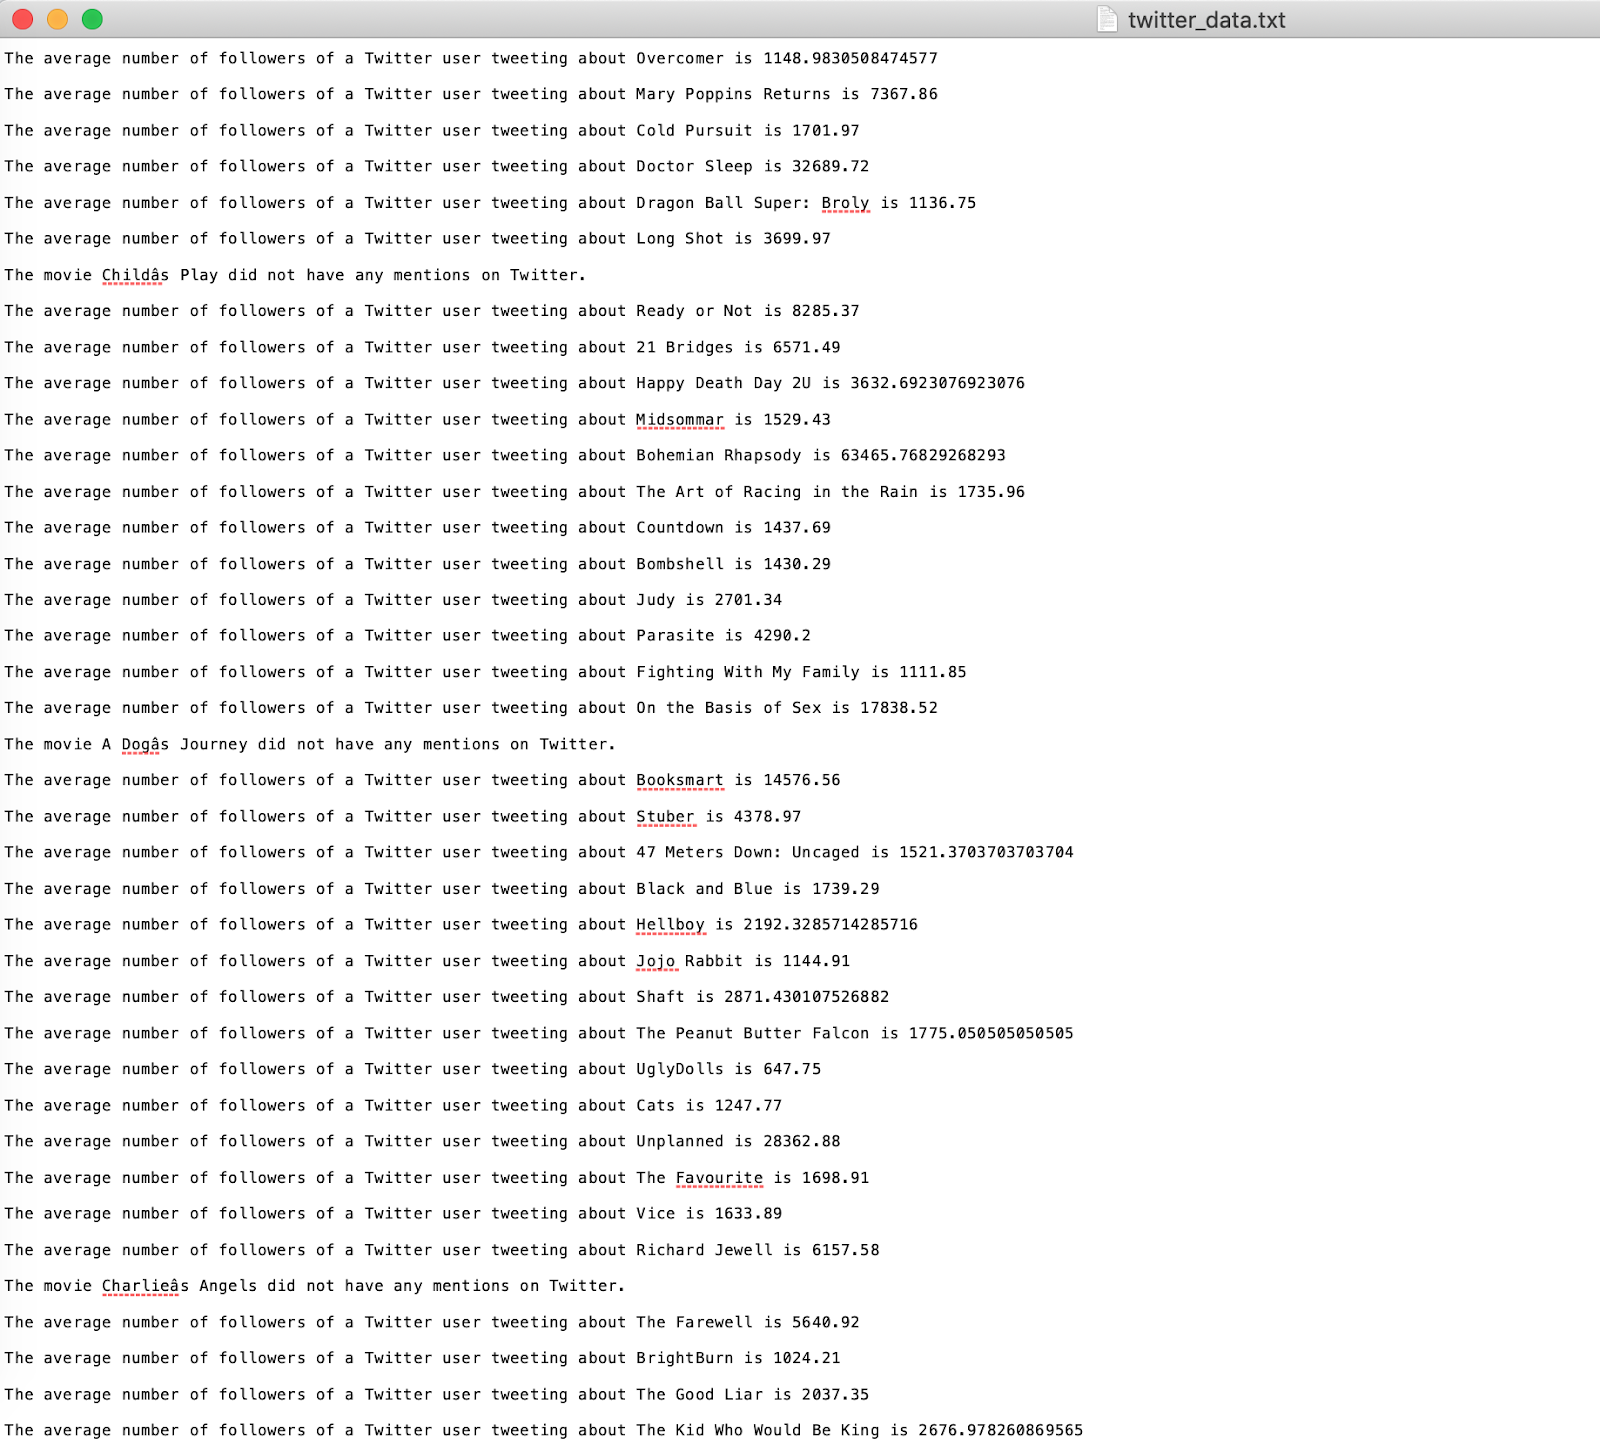 twitter_data.txt
The average number of followers of a Twitter user tweeting about Overcomer is 1148.9830508474577
The average number of followers of a Twitter user tweeting about Mary Poppins Returns is 7367.86
The average number of followers of a Twitter user tweeting about Cold Pursuit is 1701.97
The average number of followers of a Twitter user tweeting about Doctor Sleep is 32689.72
The average number of followers of a Twitter user tweeting about Dragon Ball Super: Broly is 1136.75
The average number of followers of a Twitter user tweeting about Long Shot is 3699.97
The movie Childâs Play did not have any mentions on Twitter.
The average number of followers of a Twitter user tweeting about Ready or Not is 8285.37
The average number of followers of a Twitter user tweeting about 21 Bridges is 6571.49
The average number of followers of a Twitter user tweeting about Happy Death Day 2U is 3632.6923076923076
The average number of followers of a Twitter user tweeting about Midsommar is 1529.43
The average number of followers of a Twitter user tweeting about Bohemian Rhapsody is 63465.76829268293
The average number of followers of a Twitter user tweeting about The Art of Racing in the Rain is 1735.96
The average number of followers of a Twitter user tweeting about Countdown is 1437.69
The average number of followers of a Twitter user tweeting about Bombshell is 1430.29
The average number of followers of a Twitter user tweeting about Judy is 2701.34
The average number of followers of a Twitter user tweeting about Parasite is 4290.2
The average number of followers of a Twitter user tweeting about Fighting With My Family is 1111.85
The average number of followers of a Twitter user tweeting about On the Basis of Sex is 17838.52
The movie A Dogâs Journey did not have any mentions on Twitter.
The average number of followers of a Twitter user tweeting about Booksmart is 14576.56
The average number of followers of a Twitter user tweeting about Stuber is 4378.97
The average number of followers of a Twitter user tweeting about 47 Meters Down: Uncaged is 1521.3703703703704
The average number of followers of a Twitter user tweeting about Black and Blue is 1739.29
The average number of followers of a Twitter user tweeting about Hellboy is 2192.3285714285716
The average number of followers of a Twitter user tweeting about Jojo Rabbit is 1144.91
The average number of followers of a Twitter user tweeting about Shaft is 2871.430107526882
The average number of followers of a Twitter user tweeting about The Peanut Butter Falcon is 1775.050505050505
The average number of followers of a Twitter user tweeting about UglyDolls is 647.75
The average number of followers of a Twitter user tweeting about Cats is 1247.77
The average number of followers of a Twitter user tweeting about Unplanned is 28362.88
The average number of followers of a Twitter user tweeting about The Favourite is 1698.91
The average number of followers of a Twitter user tweeting about Vice is 1633.89
The average number of followers of a Twitter user tweeting about Richard Jewell is 6157.58
The movie Charlieâs Angels did not have any mentions on Twitter.
The average number of followers of a Twitter user tweeting about The Farewell is 5640.92
The average number of followers of a Twitter user tweeting about BrightBurn is 1024.21
The average number of followers of a Twitter user tweeting about The Good Liar is 2037.35
The average number of followers of a Twitter user tweeting about The Kid Who Would Be King is 2676.978260869565